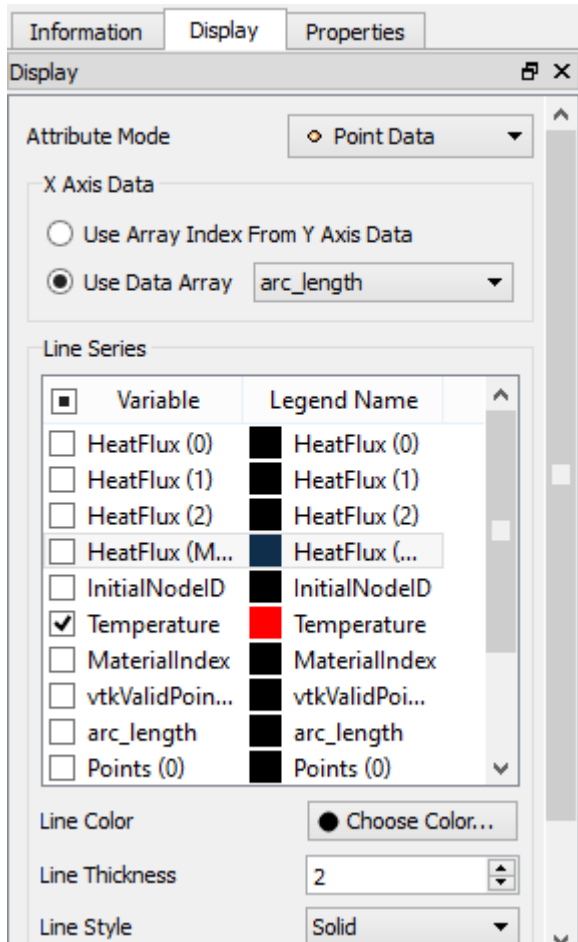 Information Display Properties
Display
Attribute Mode Point Data
X Axis Data
Use Array Index From Y Axis Data
Use Data Array arc_length
Line Series
Variable Legend Name
HeatFlux (0) HeatFlux (0)
HeatFlux (1) HeatFlux (1)
HeatFlux (2) HeatFlux (2)
HeatFlux (M... HeatFlux (...
InitialNodeID InitialNodeID
Temperature Temperature
MaterialIndex MaterialIndex
vtkValidPoin... vtkValidPoi...
arc_length arc_length
Points (0) Points (0)
Line Color Choose Color...
Line Thickness 2
Line Style Solid